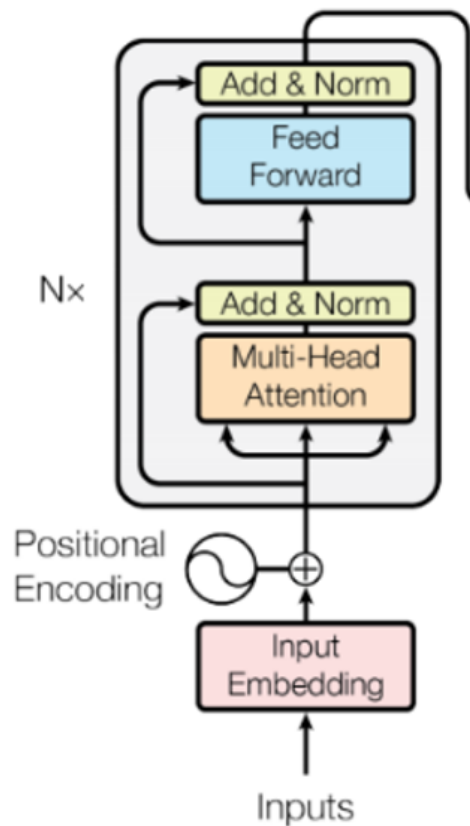 Add & Norm
Feed
Forward
N×
Add & Norm
Multi-Head
Attention
Positional
Encoding
Input
Embedding
Inputs